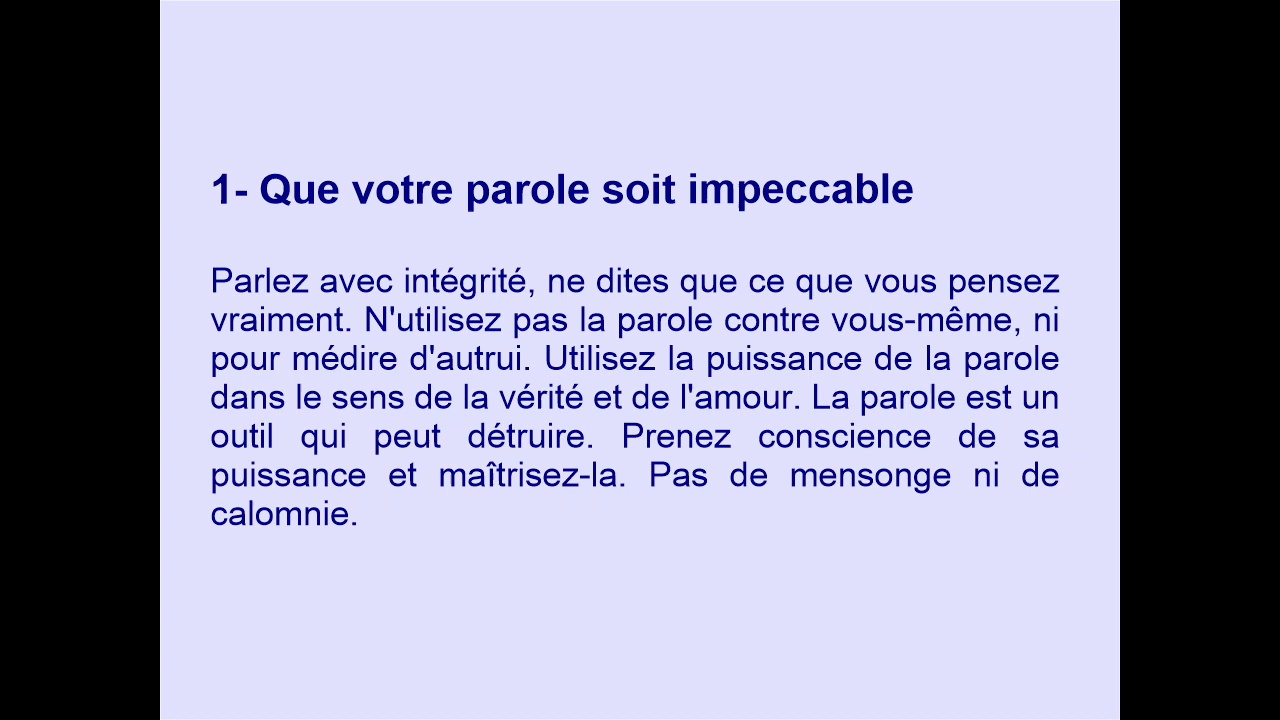 1- Que votre parole soit impeccable
Parlez avec intégrité, ne dites que ce que vous pensez
vraiment. N'utilisez pas la parole contre vous-même, ni
pour médire d'autrui. Utilisez la puissance de la parole
dans le sens de la vérité et de l'amour. La parole est un
outil qui peut détruire. Prenez conscience de sa
puissance et maîtrisez-la. Pas de mensonge ni de
calomnie.